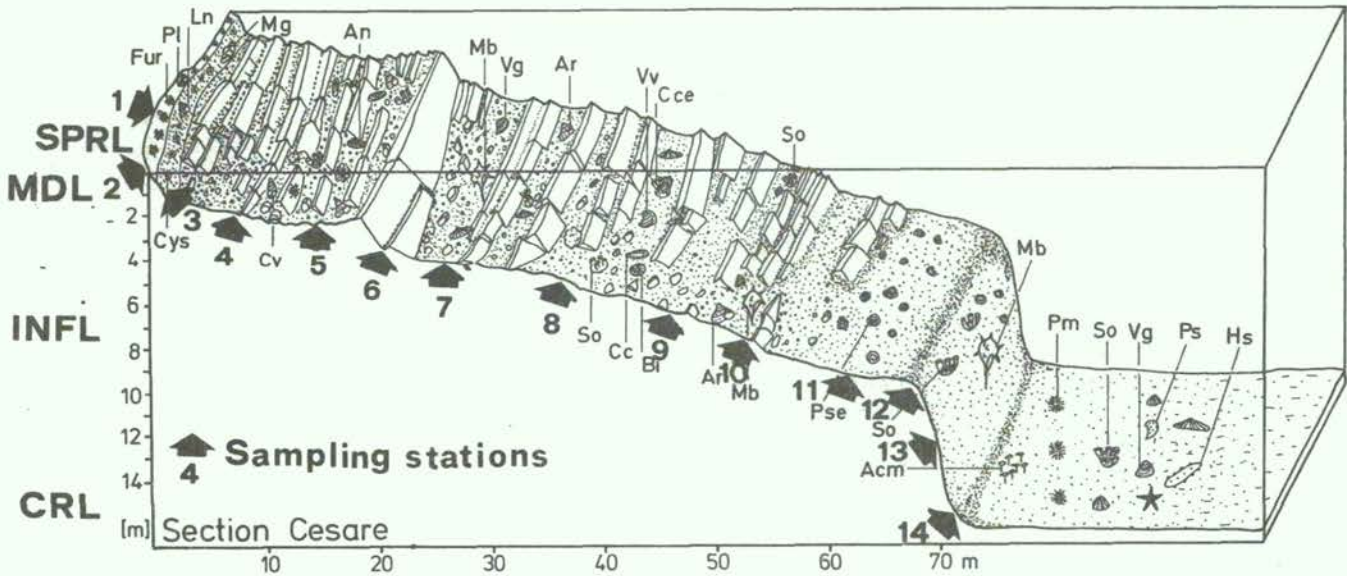 Fur Pl Ln Mg An Mb Vg Ar Vv Cce So
1
SPRL
MDL 2
2
3
Cys
4
Cv
5
6
7
4
8
So
Cc
Bi
9
Ar
10
Mb
11
Pse
12
So
13
Acm
14
Mb
Pm So Vg Ps Hs
INFL
6
8
10
12
14
CRL
[m]
4 Sampling stations
Section Cesare
10 20 30 40 50 60 70 m